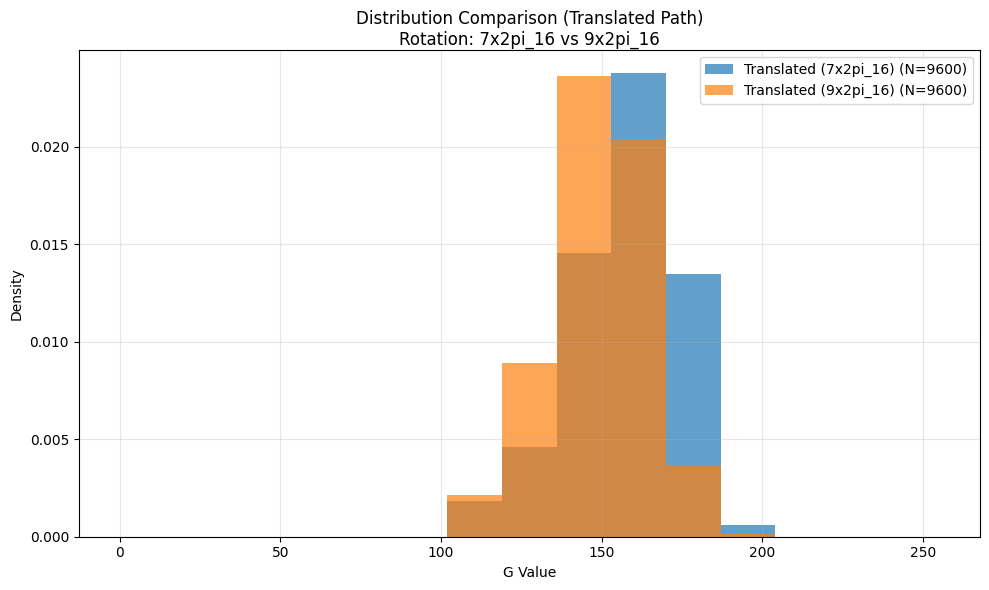 Distribution Comparison (Translated Path)
Rotation: 7x2pi_16 vs 9x2pi_16
Translated (7x2pi_16) (N=9600)
Translated (9x2pi_16) (N=9600)
Density
0.020
0.015
0.010
0.005
0.000
0 50 100 150 200 250
G Value